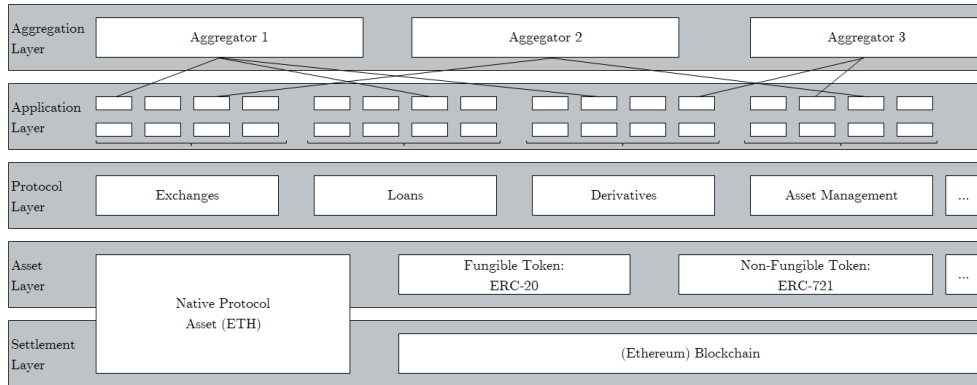 Aggregation
Layer
Aggregator 1
Aggegator 2
Aggregator 3
Application
Layer
Protocol
Layer
Exchanges
Loans
Derivatives
Asset Management
...
Asset
Layer
Native Protocol
Asset (ETH)
Fungible Token:
ERC-20
Non-Fungible Token:
ERC-721
...
Settlement
Layer
(Ethereum) Blockchain